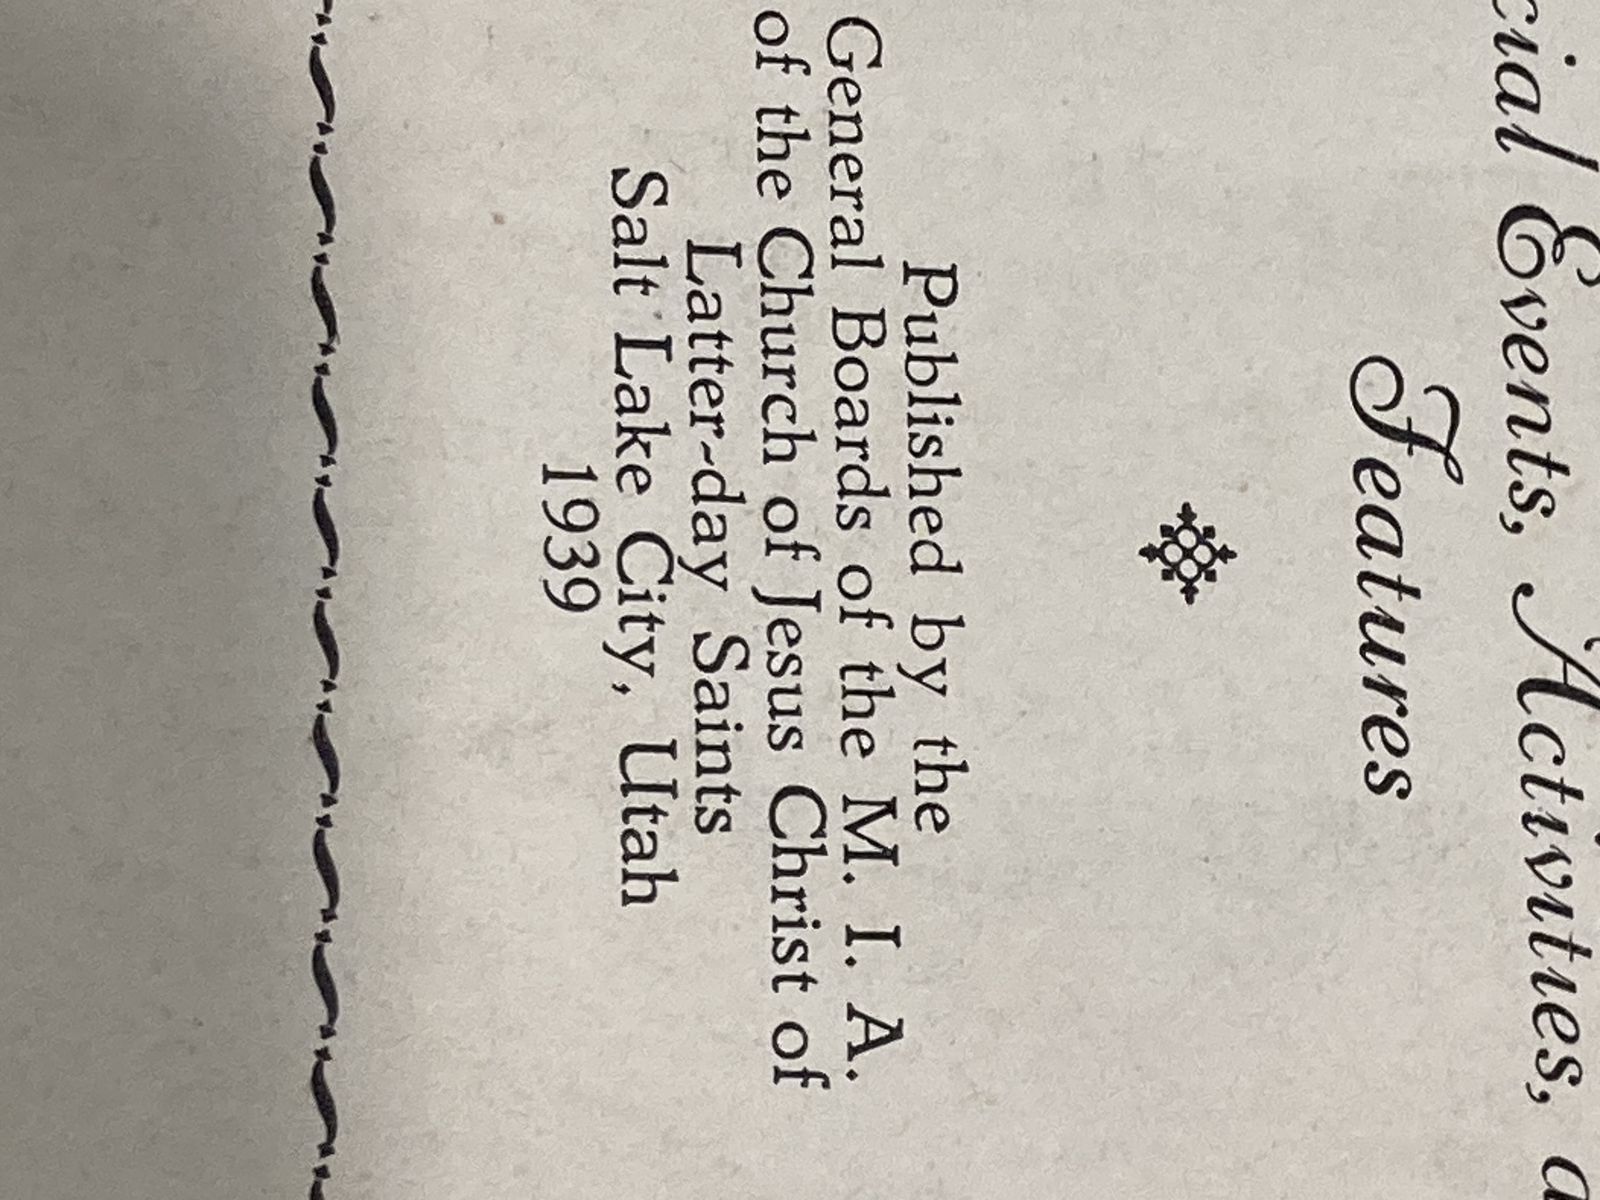 Events, Activities,
Features
Published by the
General Boards of the M. I. A.
of the Church of Jesus Christ of
Latter-day Saints
Salt Lake City, Utah
1939